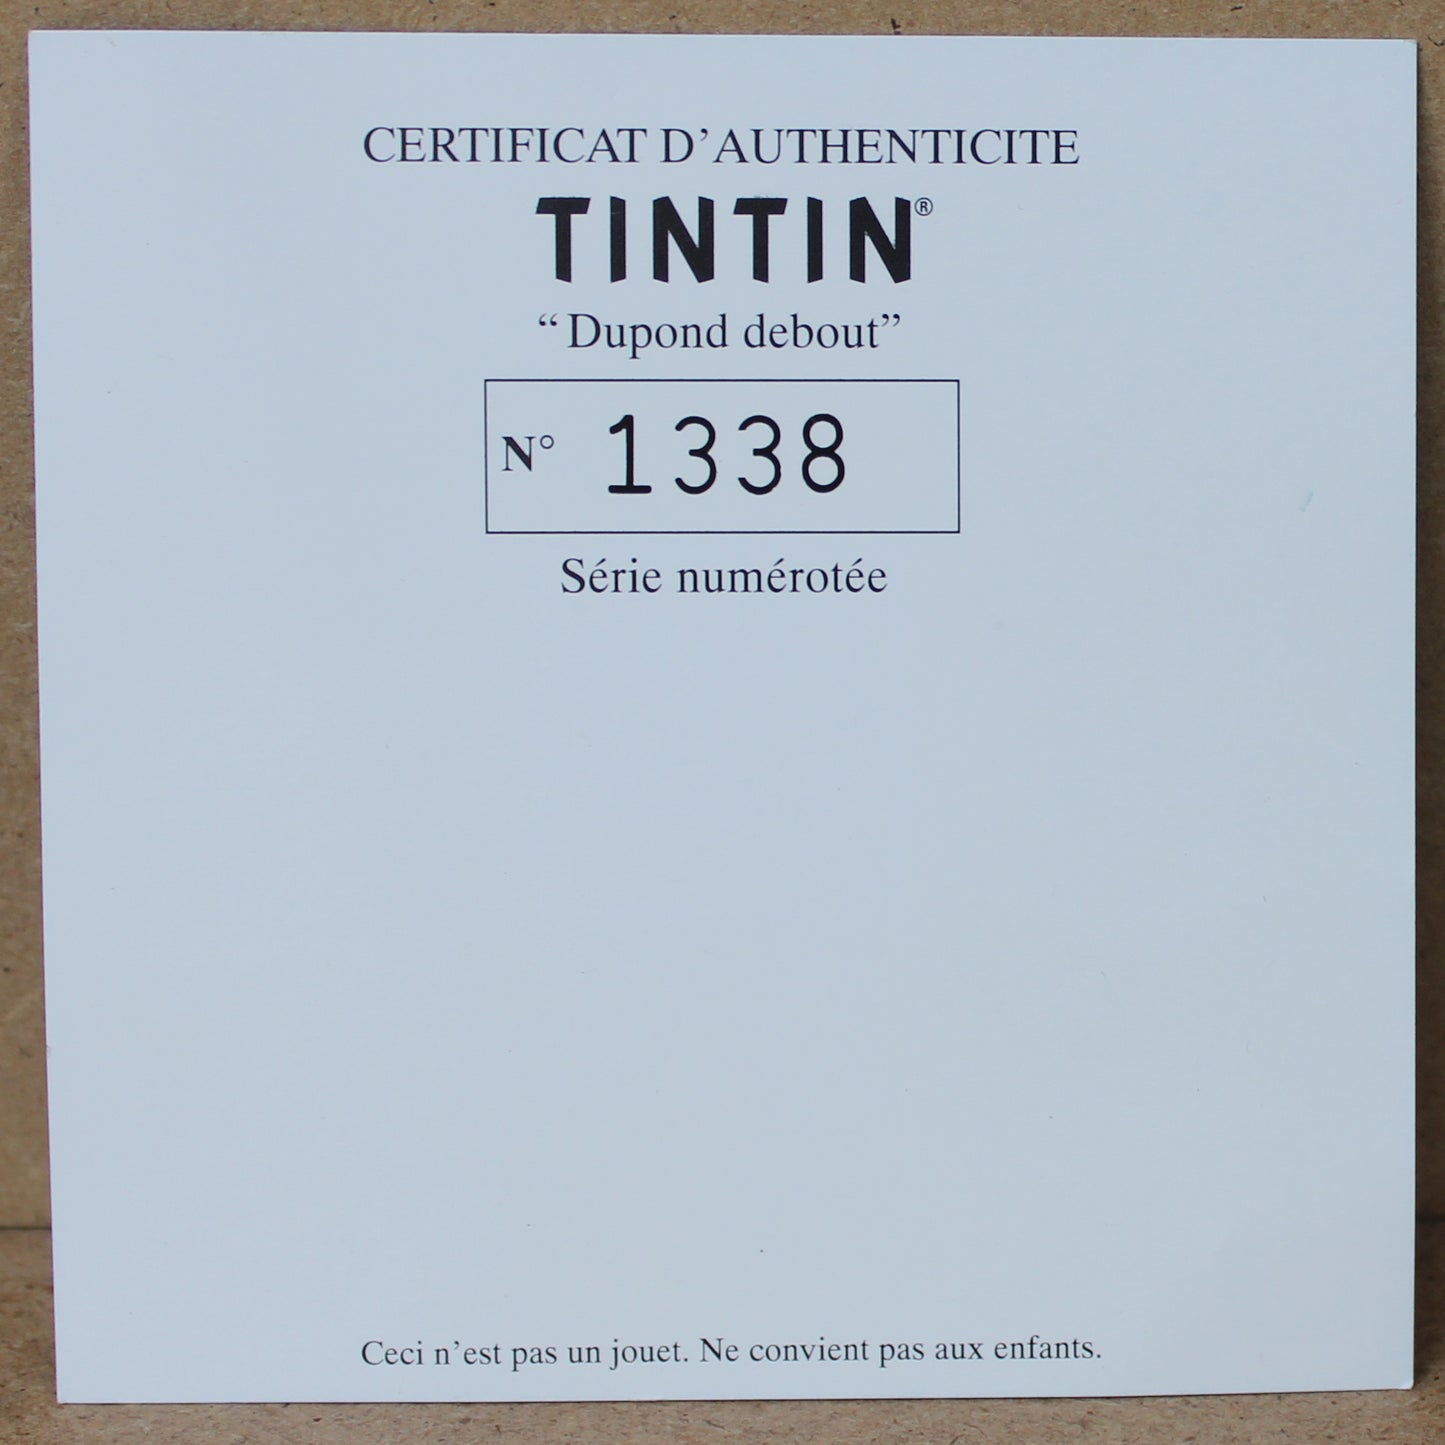 CERTIFICAT D’AUTHENTICITE
TINTIN®
“Dupond debout”
N° 1338
Série numérotée
Ceci n’est pas un jouet. Ne convient pas aux enfants.